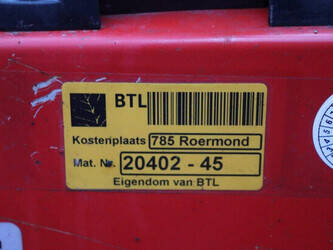 BTL
Kostenplaats 785 Roermond
Mat. Nr. 20402 - 45
Eigendom van BTL